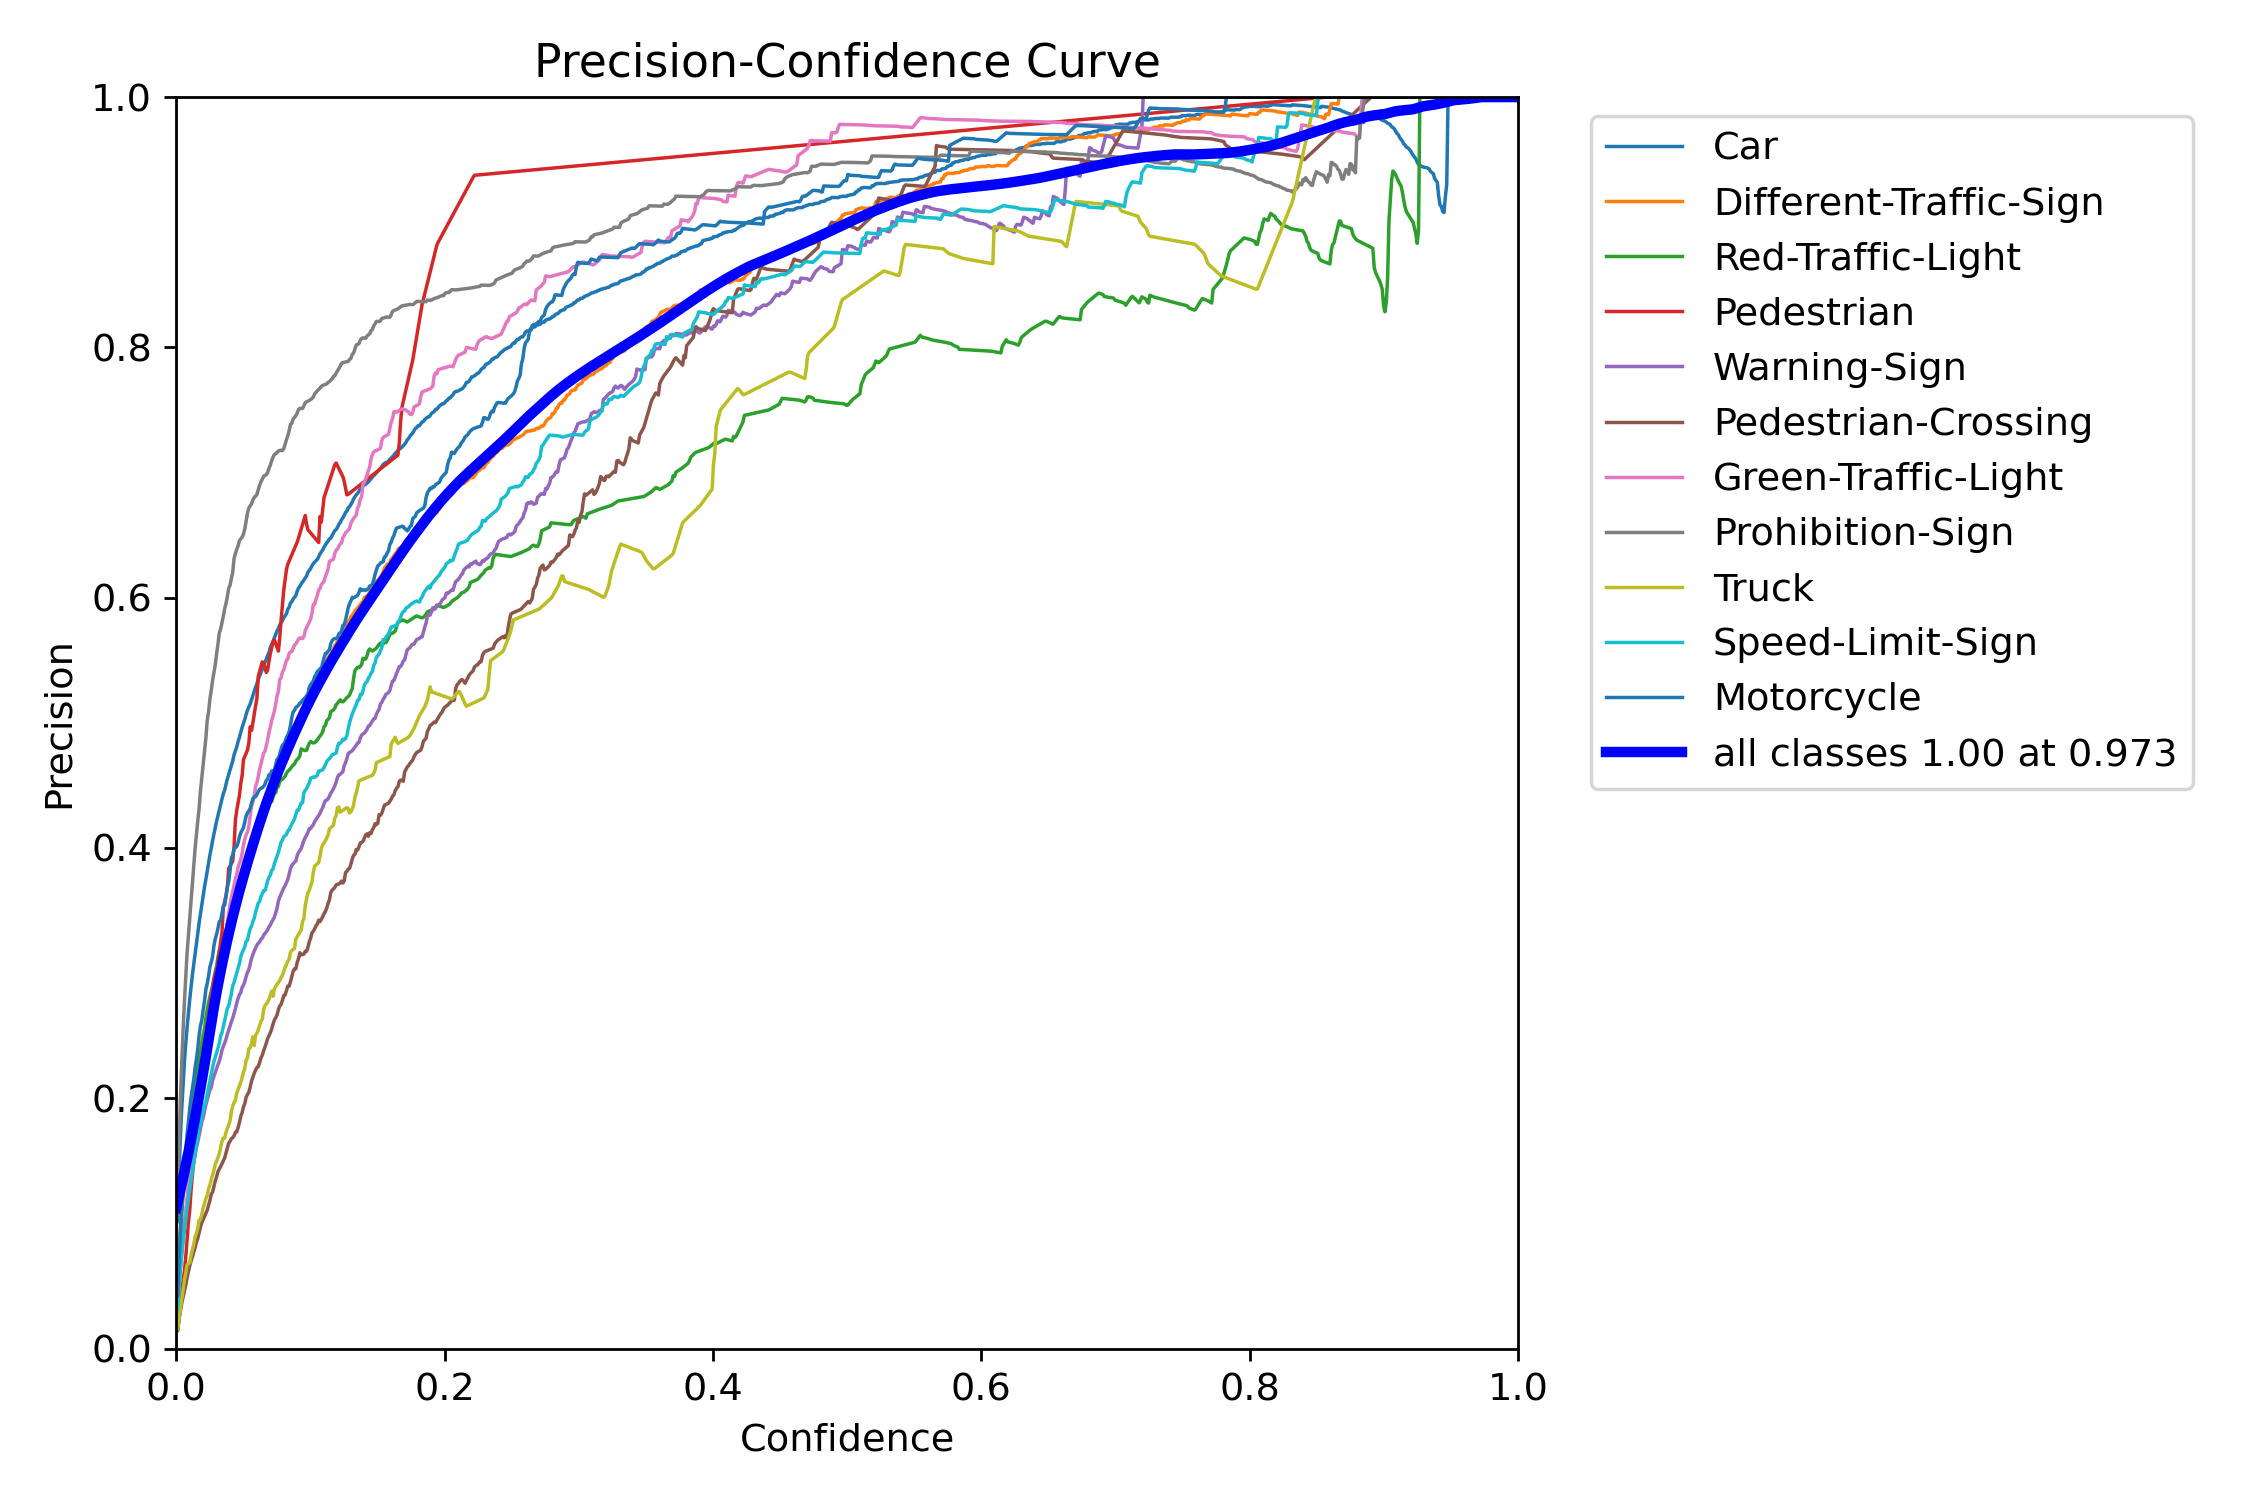 Precision-Confidence Curve
1.0
0.8
0.6
0.4
0.2
0.0
Precision
0.0 0.2 0.4 0.6 0.8 1.0
Confidence
Car
Different-Traffic-Sign
Red-Traffic-Light
Pedestrian
Warning-Sign
Pedestrian-Crossing
Green-Traffic-Light
Prohibition-Sign
Truck
Speed-Limit-Sign
Motorcycle
all classes 1.00 at 0.973